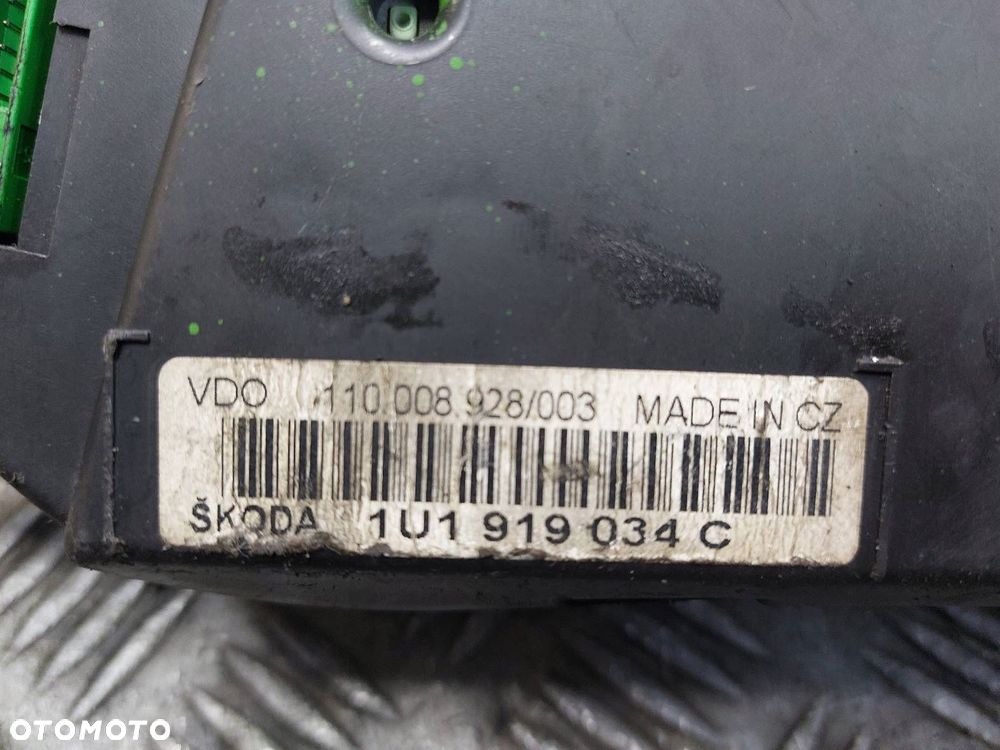 VDO 110.008.928/003 MADE IN CZ
ŠKODA 1U1 919 034 C
OTOMOTO